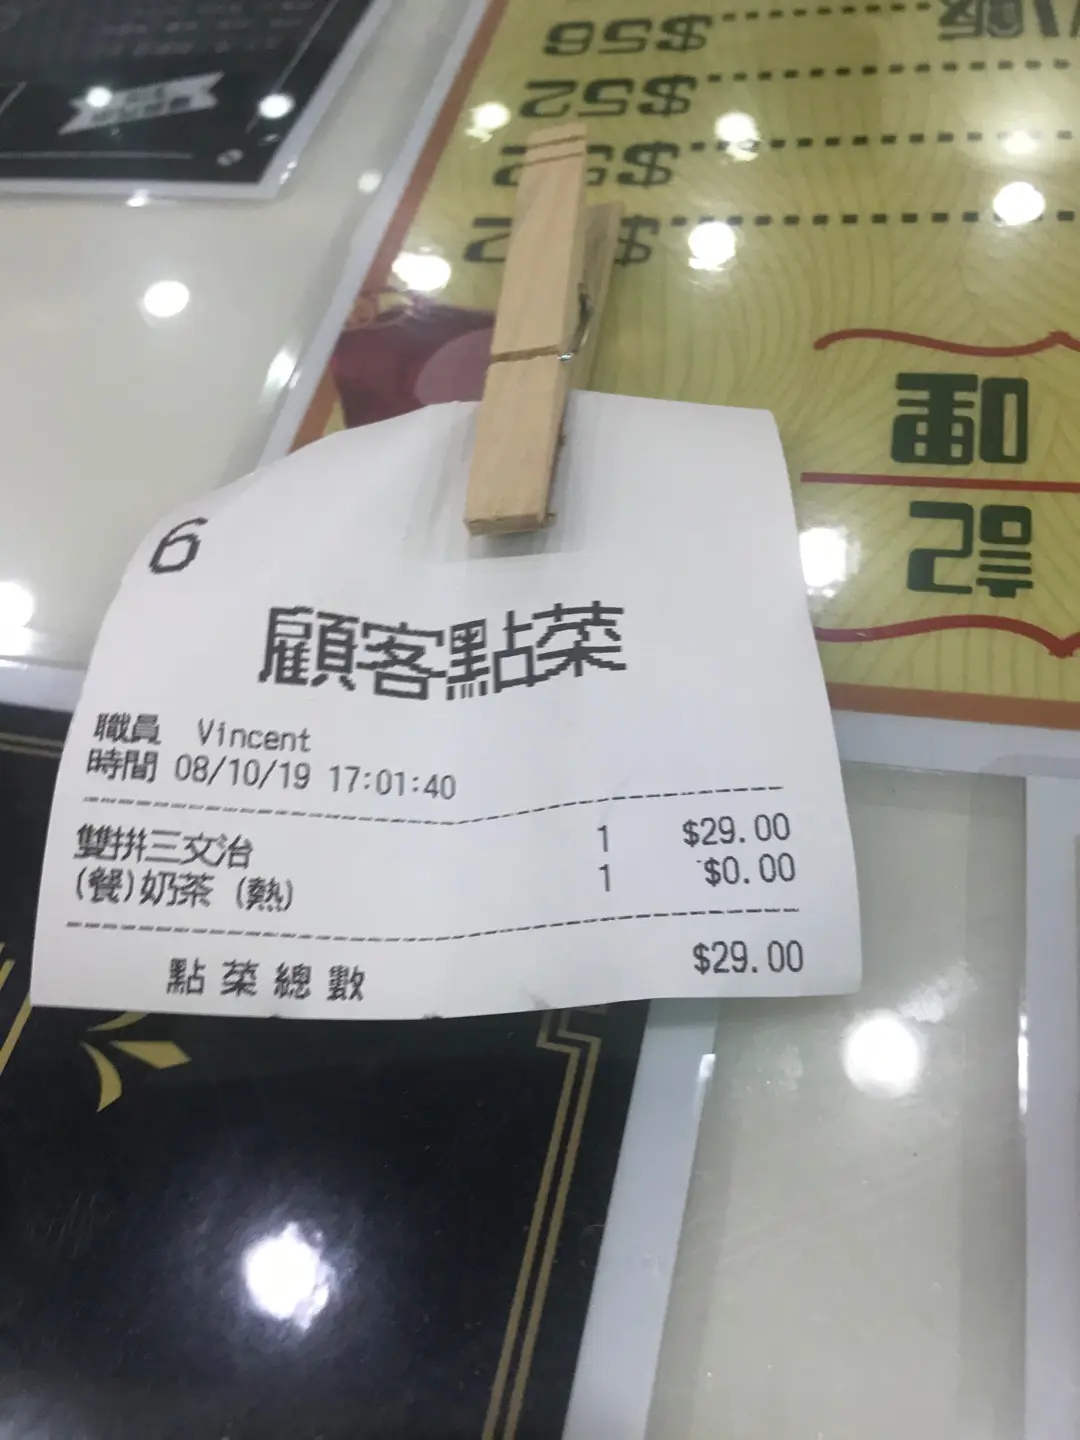 $56
$52
6
顧客點菜
職員 Vincent
時間 08/10/19 17:01:40
雙拼三文治 1 $29.00
(餐)奶茶 (熱) 1 $0.00
點菜總數 $29.00